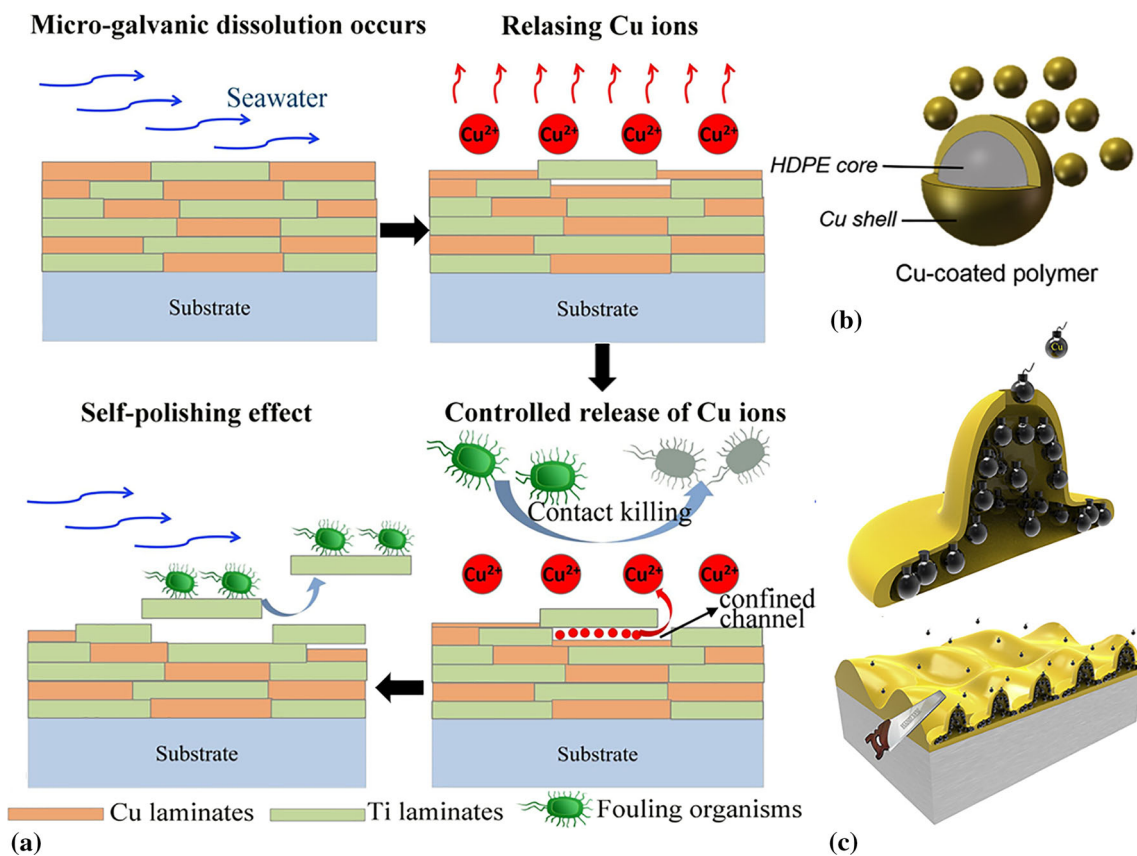 Micro-galvanic dissolution occurs
Seawater
Substrate
Relasing Cu ions
Cu²⁺ Cu²⁺ Cu²⁺ Cu²⁺
Substrate
Self-polishing effect
Substrate
Controlled release of Cu ions
Contact killing
Cu²⁺ Cu²⁺ Cu²⁺ Cu²⁺
confined
channel
Substrate
Cu laminates Ti laminates Fouling organisms
(a)
HDPE core
Cu shell
Cu-coated polymer
(b)
Cu
(c)